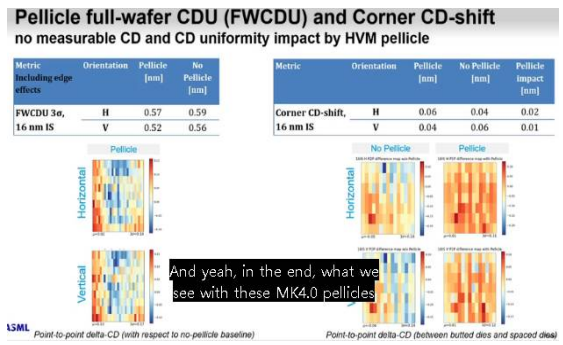 Pellicle full-wafer CDU (FWCDU) and Corner CD-shift
no measurable CD and CD uniformity impact by HVM pellicle
Metric Including edge effects Orientation Pellicle [nm] No Pellicle [nm]
FWCDU 3σ, 16 nm IS H 0.57 0.59
V 0.52 0.56
Metric Orientation Pellicle [nm] No Pellicle [nm] Pellicle impact [nm]
Corner CD-shift, 16 nm IS H 0.06 0.04 0.02
V 0.04 0.06 0.01
Pellicle
Horizontal
Vertical
No Pellicle
Pellicle
Horizontal
And yeah, in the end, what we
see with these MK4.0 pellicles
ASML
Point-to-point delta-CD (with respect to no-pellicle baseline)
Point-to-point delta-CD (between butted dies and spaced dies)